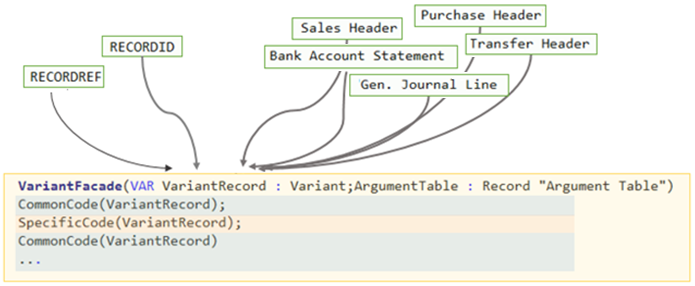 Purchase Header
Sales Header
RECORDID
Transfer Header
Bank Account Statement
RECORDREF
Gen. Journal Line
VariantFacade(VAR VariantRecord : Variant;ArgumentTable : Record "Argument Table")
CommonCode(VariantRecord);
SpecificCode(VariantRecord);
CommonCode(VariantRecord)
...